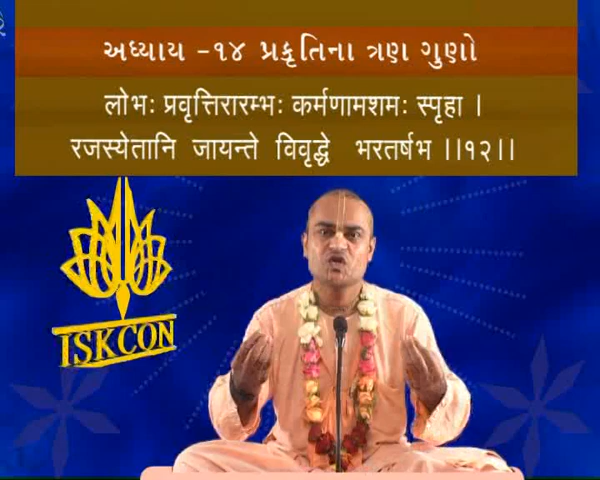 અધ્યાય -૧૪ પ્રકૃતિના ત્રણ ગુણો
लोभः प्रवृत्तिरारम्भः कर्मणामशमः स्पृहा ।
रजस्येतानि जायन्ते विवृद्धे भरतर्षभ ।।१२।।
ISKCON